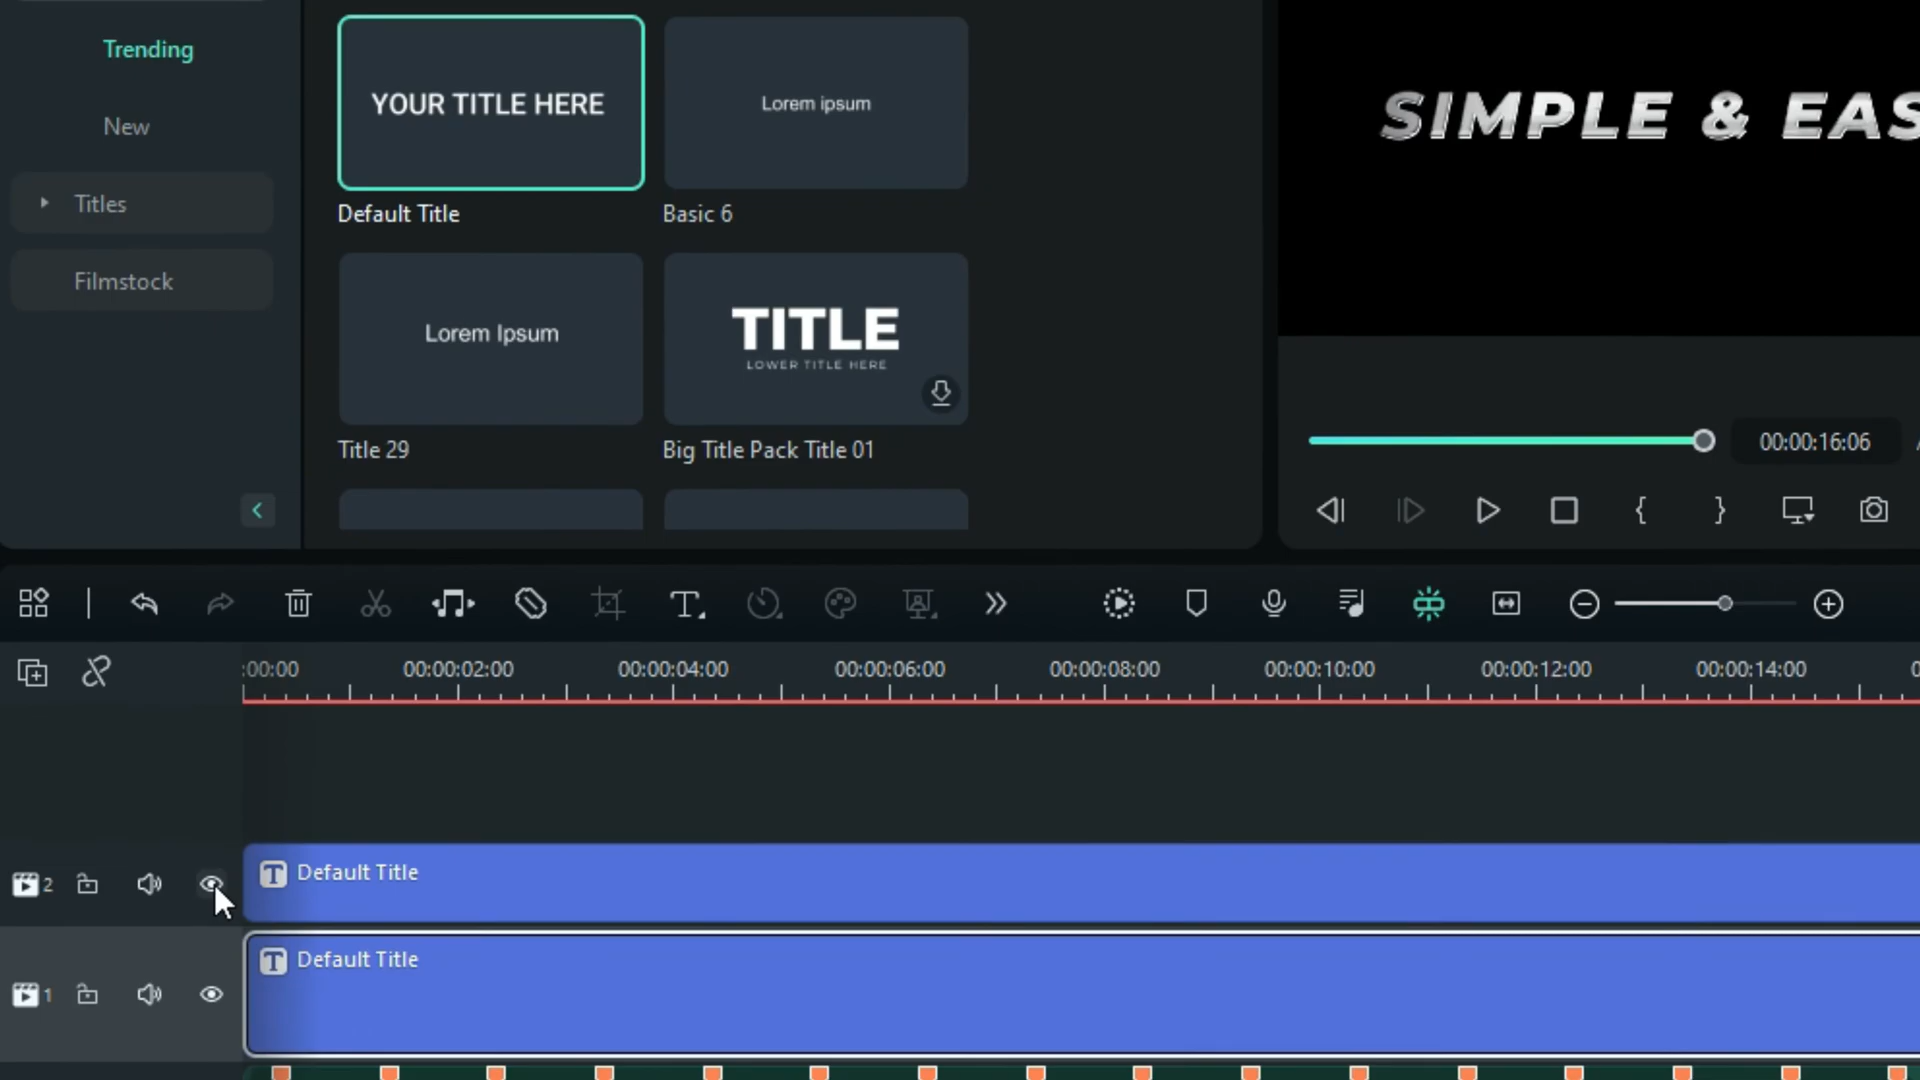 Trending
New
Titles
Filmstock
YOUR TITLE HERE
Default Title
Lorem ipsum
Basic 6
Lorem Ipsum
Title 29
TITLE
LOWER TITLE HERE
Big Title Pack Title 01
SIMPLE & EAS
00:00:16:06
:00:00
00:00:02:00
00:00:04:00
00:00:06:00
00:00:08:00
00:00:10:00
00:00:12:00
00:00:14:00
2
Default Title
1
Default Title